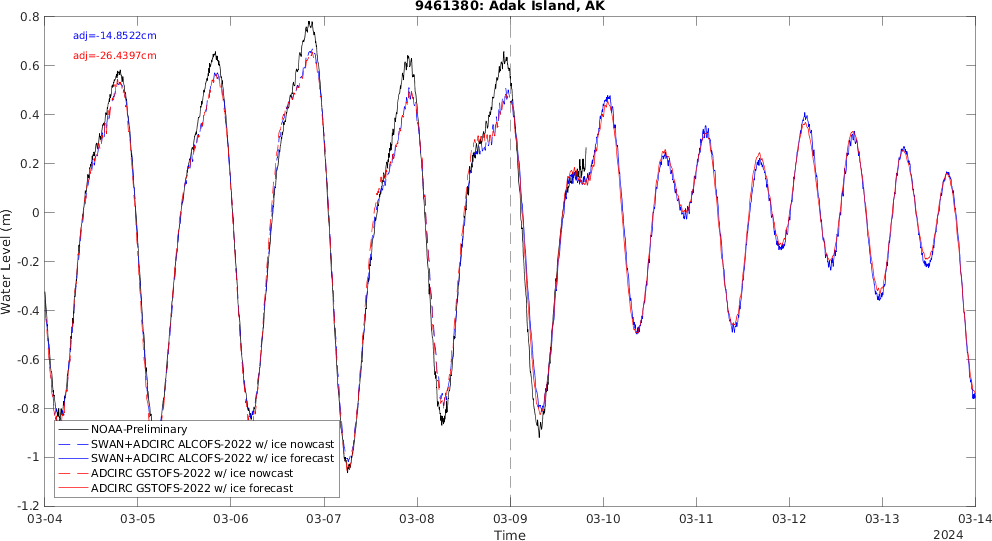 9461380: Adak Island, AK
adj=-14.8522cm
adj=-26.4397cm
0.8
0.6
0.4
0.2
0
-0.2
-0.4
-0.6
-0.8
-1
-1.2
Water Level (m)
NOAA-Preliminary
SWAN+ADCIRC ALCOFS-2022 w/ ice nowcast
SWAN+ADCIRC ALCOFS-2022 w/ ice forecast
ADCIRC GSTOFS-2022 w/ ice nowcast
ADCIRC GSTOFS-2022 w/ ice forecast
03-04 03-05 03-06 03-07 03-08 03-09 03-10 03-11 03-12 03-13 03-14
Time
2024